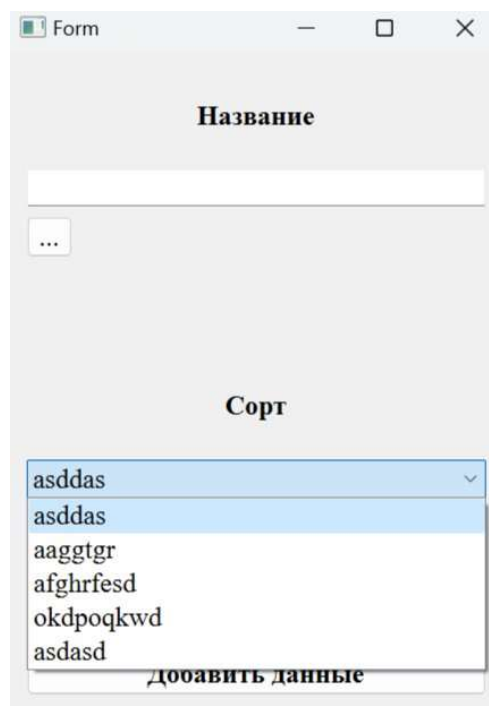 Form
Название
...
Сорт
asddas
asddas
aaggtgr
afghrfesd
okdpoqkwd
asdasd
Добавить данные